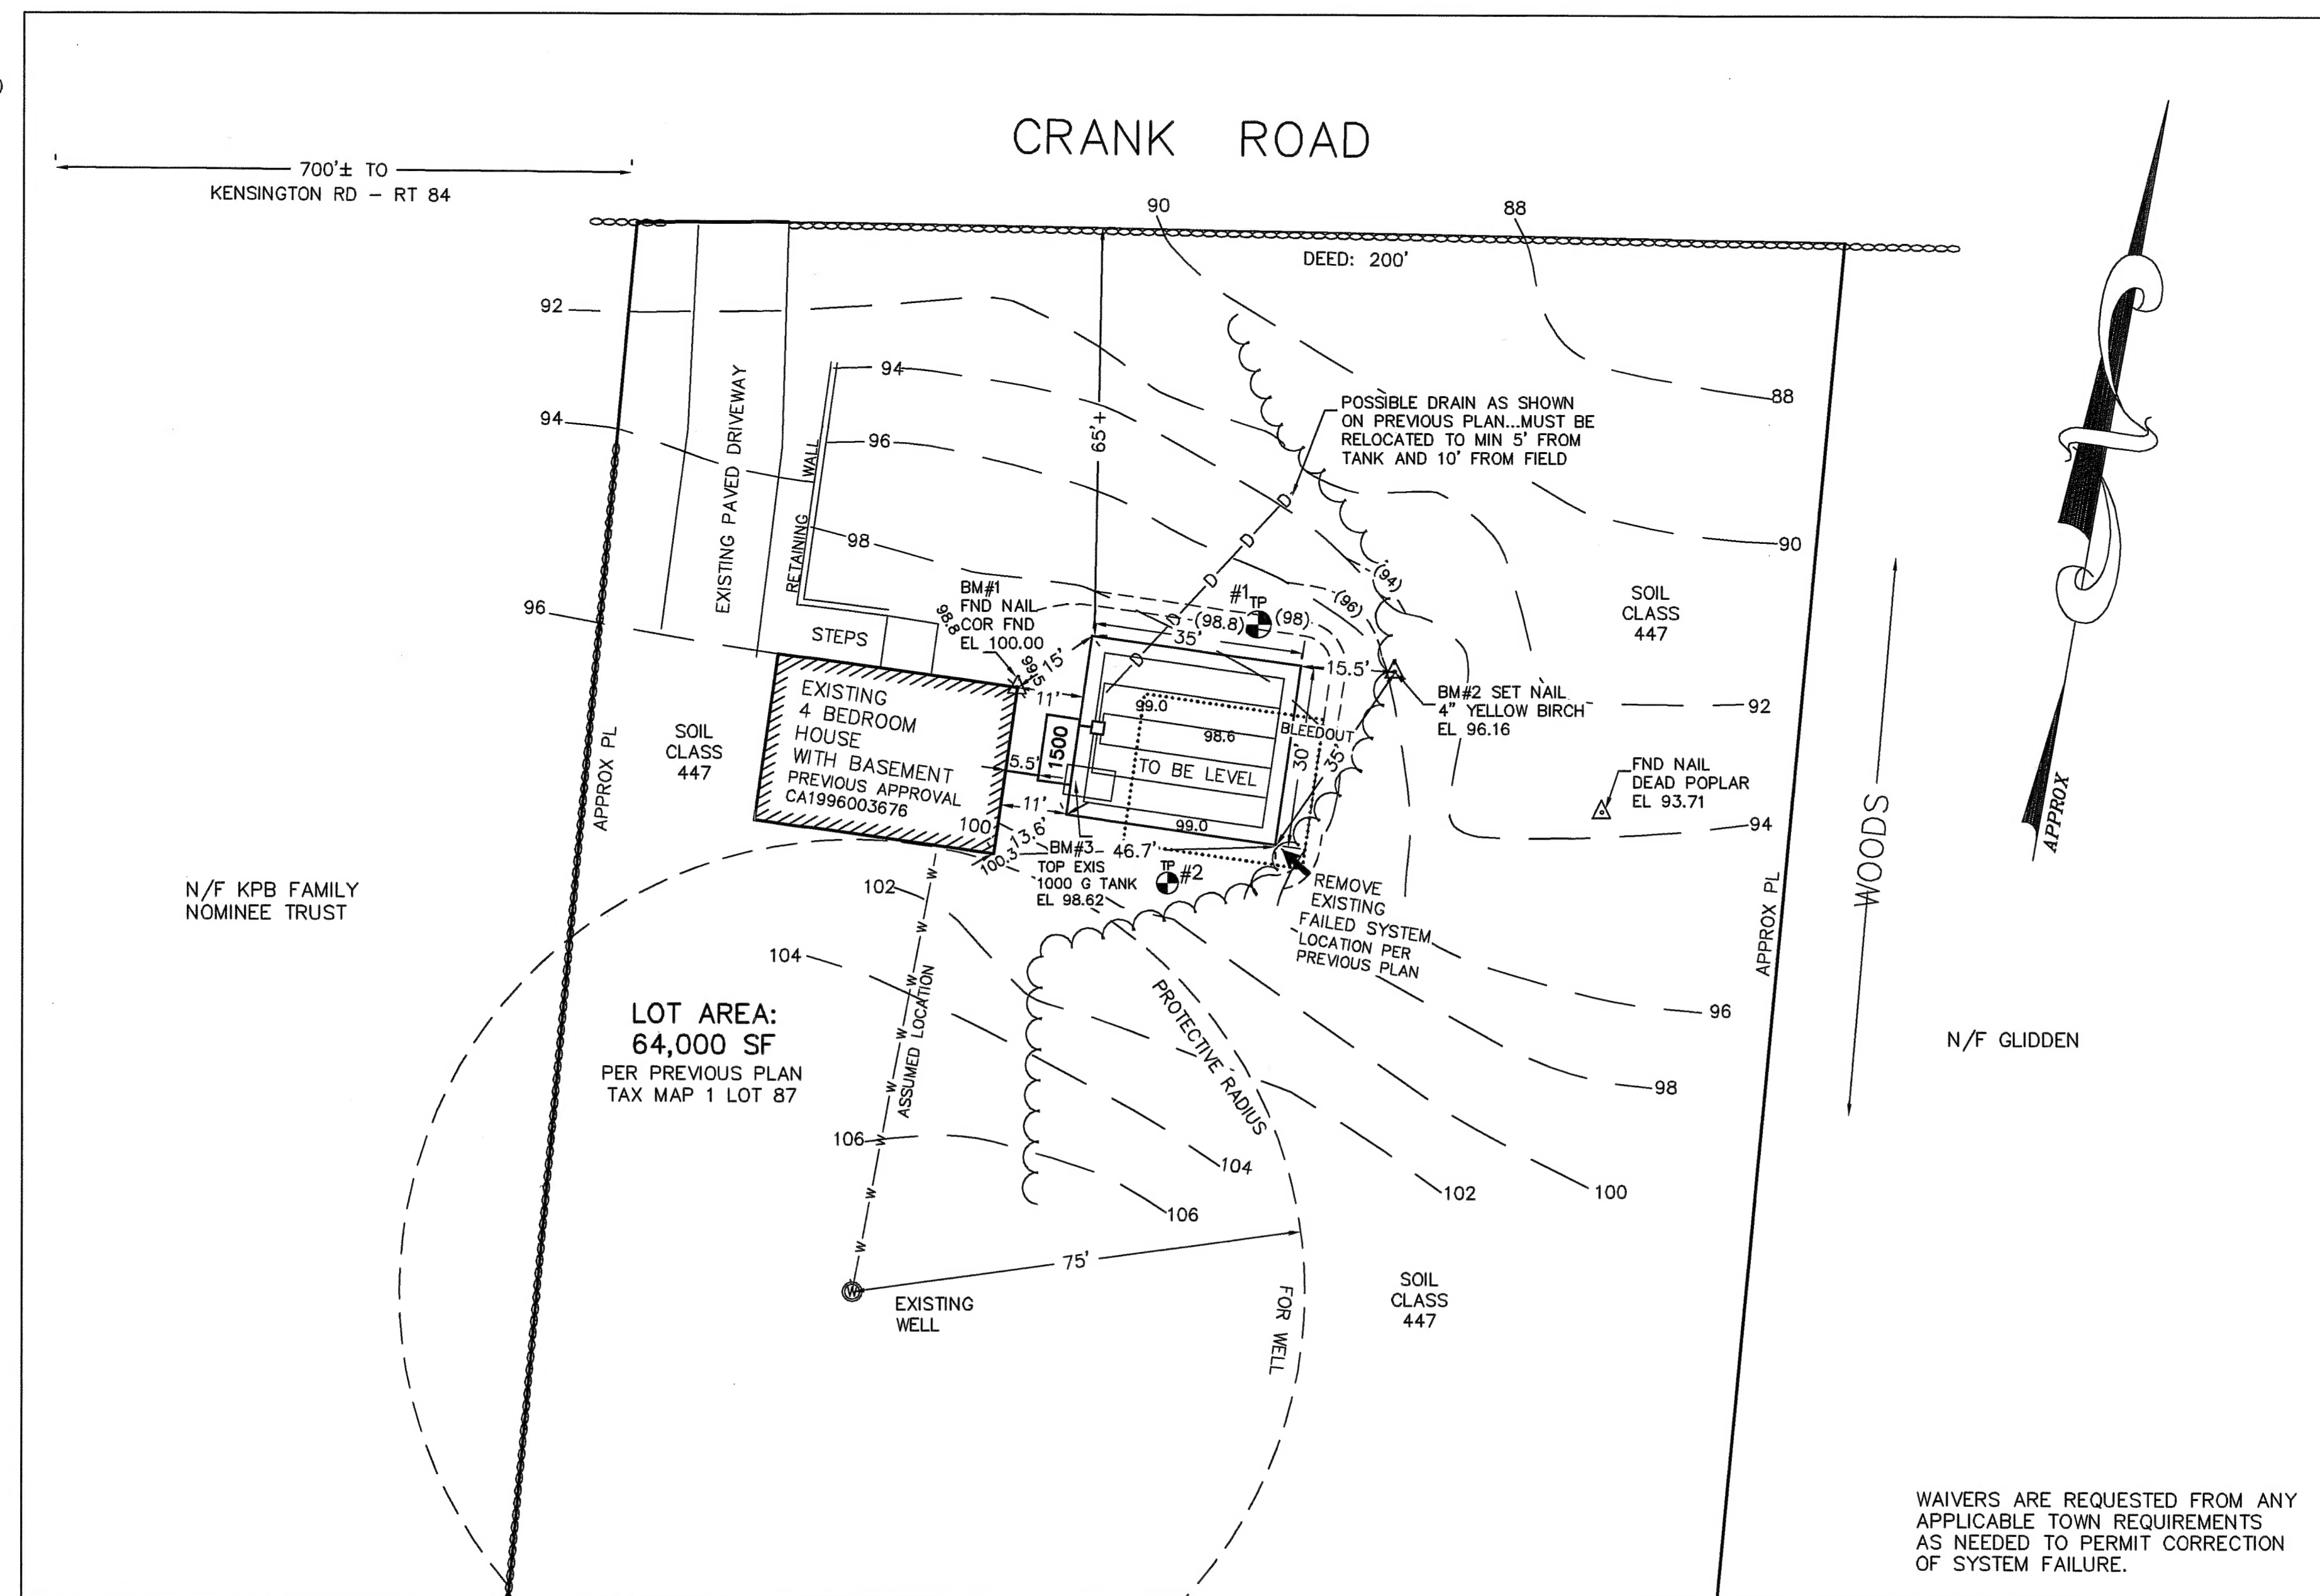 )
CRANK ROAD
700'± TO
KENSINGTON RD – RT 84
90
88
DEED: 200'
92
94
94
96
98
96
EXISTING PAVED DRIVEWAY
RETAINING WALL
STEPS
65'+
POSSIBLE DRAIN AS SHOWN
ON PREVIOUS PLAN...MUST BE
RELOCATED TO MIN 5' FROM
TANK AND 10' FROM FIELD
D
D
D
D
D
88
90
(94)
(96)
(98)
(98.8)
#1
TP
SOIL
CLASS
447
BM#1
FND NAIL
COR FND
EL 100.00
98.8
99.5
15'
35'
15.5'
11'
BM#2 SET NAIL
4" YELLOW BIRCH
EL 96.16
92
EXISTING
4 BEDROOM
HOUSE
WITH BASEMENT
PREVIOUS APPROVAL
CA1996003676
100
SOIL
CLASS
447
APPROX PL
1500
5.5'
99.0
98.6
BLEEDOUT
TO BE LEVEL
30'
35'
99.0
FND NAIL
DEAD POPLAR
EL 93.71
94
WOODS
APPROX
11'
13.6'
100.3
46.7'
BM#3
TOP EXIS
1000 G TANK
EL 98.62
TP
#2
REMOVE
EXISTING
FAILED SYSTEM
LOCATION PER
PREVIOUS PLAN
N/F KPB FAMILY
NOMINEE TRUST
102
104
APPROX PL
96
N/F GLIDDEN
LOT AREA:
64,000 SF
PER PREVIOUS PLAN
TAX MAP 1 LOT 87
W
W
W
W
W
W
W
W
W
ASSUMED LOCATION
PROTECTIVE RADIUS
FOR WELL
98
106
104
102
100
106
75'
W
EXISTING
WELL
SOIL
CLASS
447
WAIVERS ARE REQUESTED FROM ANY
APPLICABLE TOWN REQUIREMENTS
AS NEEDED TO PERMIT CORRECTION
OF SYSTEM FAILURE.